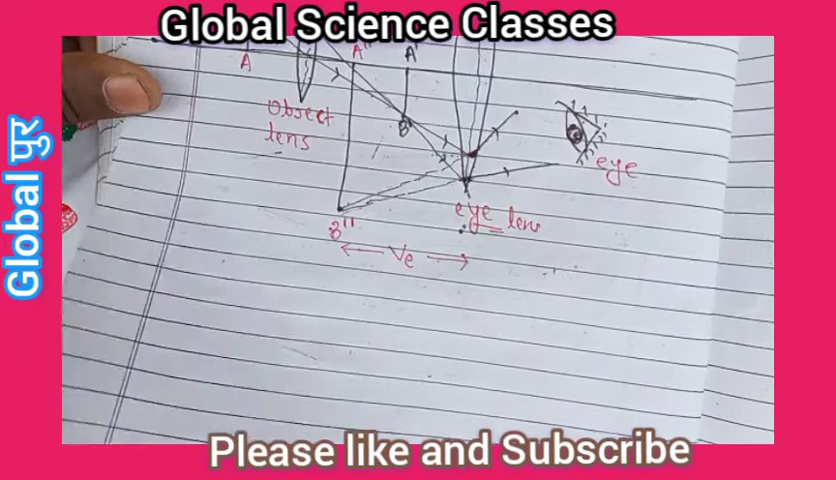 Global Science Classes
A
A"
A'
Object
lens
B'
eye
eye lens
B"
Ve
Global पुर
Please like and Subscribe